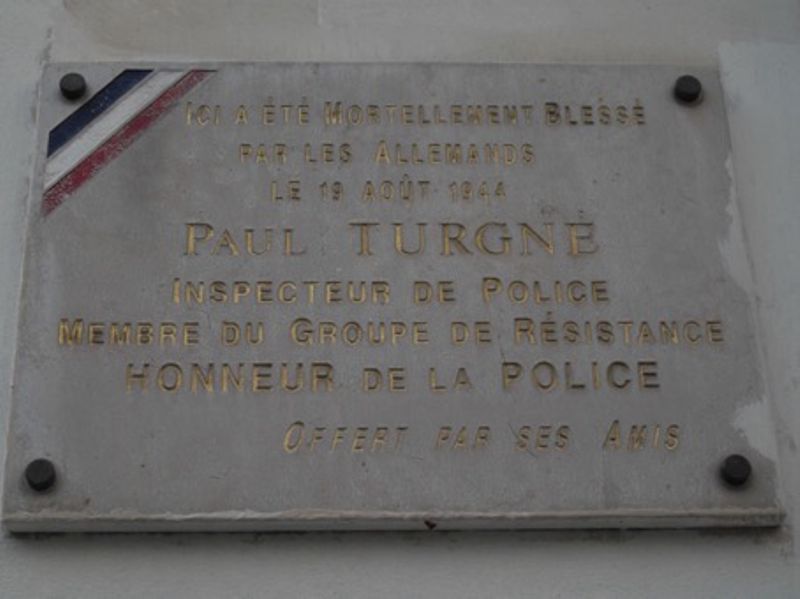 Ici a été Mortellement Blessé
par les Allemands
le 19 Août 1944
Paul TURGNÉ
Inspecteur de Police
Membre du Groupe de Résistance
Honneur de la Police
Offert par ses Amis